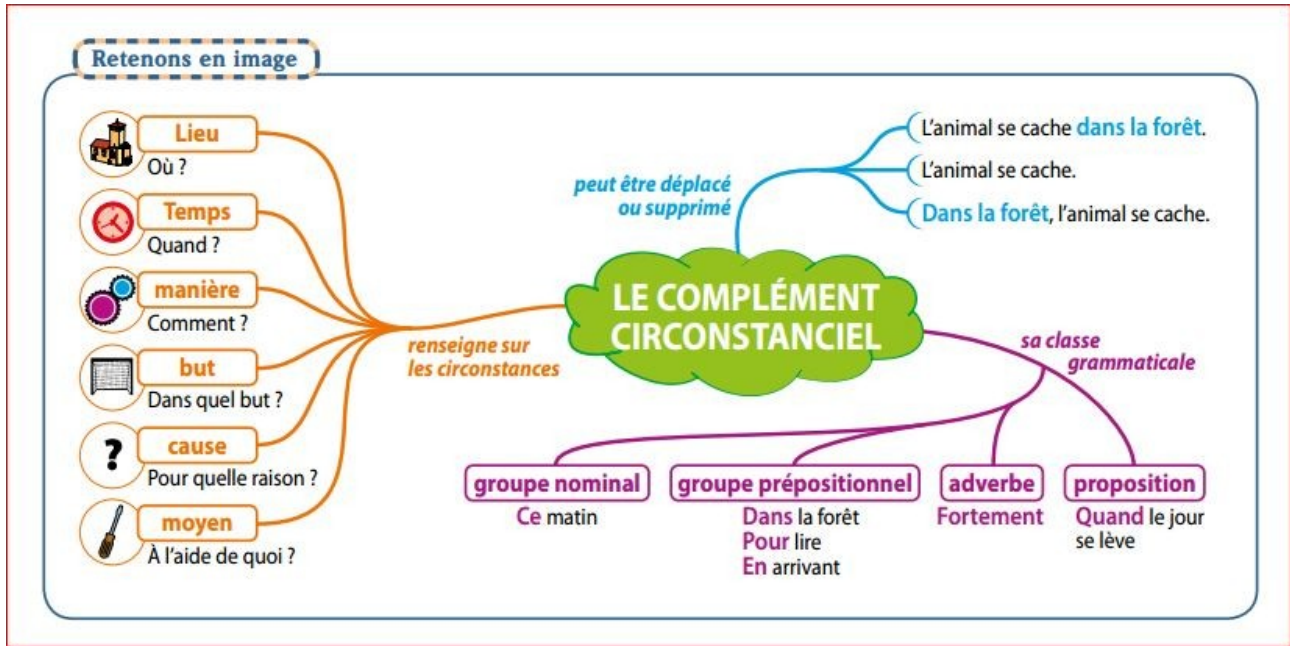 Retenons en image
Lieu
Où ?
Temps
Quand ?
manière
Comment ?
but
Dans quel but ?
?
cause
Pour quelle raison ?
moyen
À l'aide de quoi ?
renseigne sur
les circonstances
LE COMPLÉMENT
CIRCONSTANCIEL
peut être déplacé
ou supprimé
L'animal se cache dans la forêt.
L'animal se cache.
Dans la forêt, l'animal se cache.
sa classe
grammaticale
groupe nominal
Ce matin
groupe prépositionnel
Dans la forêt
Pour lire
En arrivant
adverbe
Fortement
proposition
Quand le jour
se lève